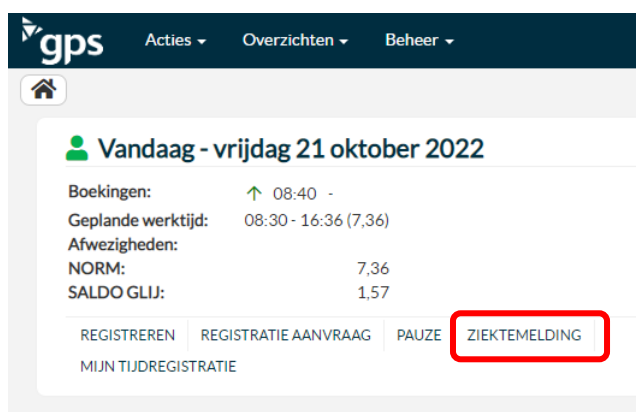 gps Acties Overzichten Beheer
Vandaag - vrijdag 21 oktober 2022
Boekingen: ↑ 08:40 -
Geplande werktijd: 08:30 - 16:36 (7,36)
Afwezigheden:
NORM: 7,36
SALDO GLIJ: 1,57
REGISTREREN REGISTRATIE AANVRAAG PAUZE ZIEKTEMELDING
MIJN TIJDREGISTRATIE